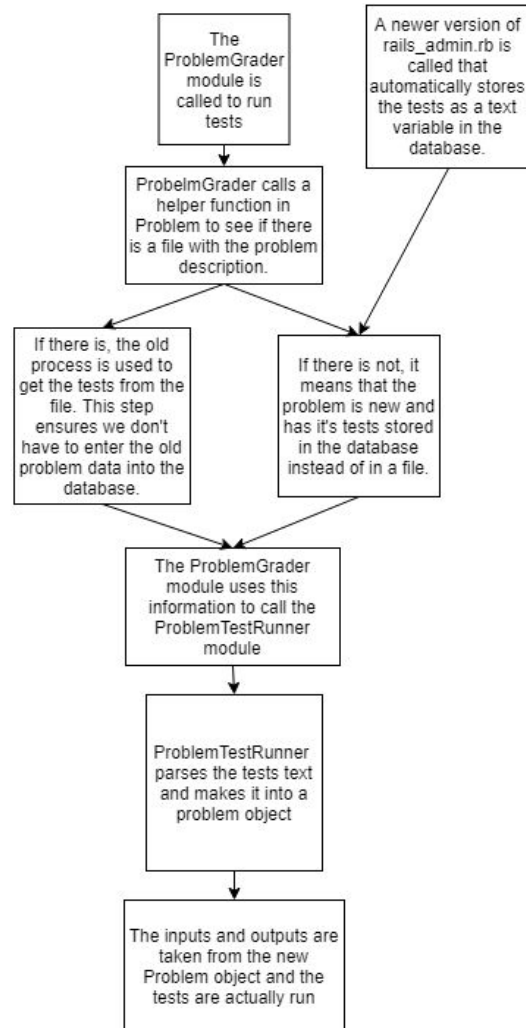 The
ProblemGrader
module is
called to run
tests
A newer version of
rails_admin.rb is
called that
automatically stores
the tests as a text
variable in the
database.
ProbelmGrader calls a
helper function in
Problem to see if there
is a file with the problem
description.
If there is, the old
process is used to
get the tests from the
file. This step
ensures we don't
have to enter the old
problem data into the
database.
If there is not, it
means that the
problem is new and
has it's tests stored
in the database
instead of in a file.
The ProblemGrader
module uses this
information to call the
ProblemTestRunner
module
ProblemTestRunner
parses the tests text
and makes it into a
problem object
The inputs and outputs are
taken from the new
Problem object and the
tests are actually run